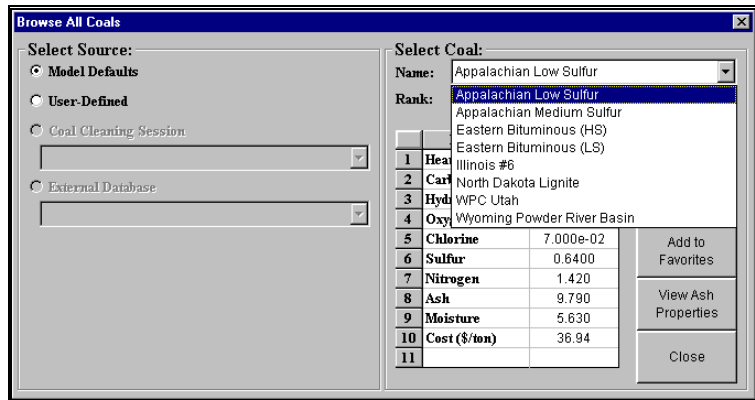 Browse All Coals
Select Source:
Model Defaults
User-Defined
Coal Cleaning Session
External Database
Select Coal:
Name: Appalachian Low Sulfur
Rank:
Appalachian Low Sulfur
Appalachian Medium Sulfur
Eastern Bituminous (HS)
Eastern Bituminous (LS)
Illinois #6
North Dakota Lignite
WPC Utah
Wyoming Powder River Basin
1
2
3
4
5 Chlorine 7.000e-02
6 Sulfur 0.6400
7 Nitrogen 1.420
8 Ash 9.790
9 Moisture 5.630
10 Cost ($/ton) 36.94
11
Add to
Favorites
View Ash
Properties
Close